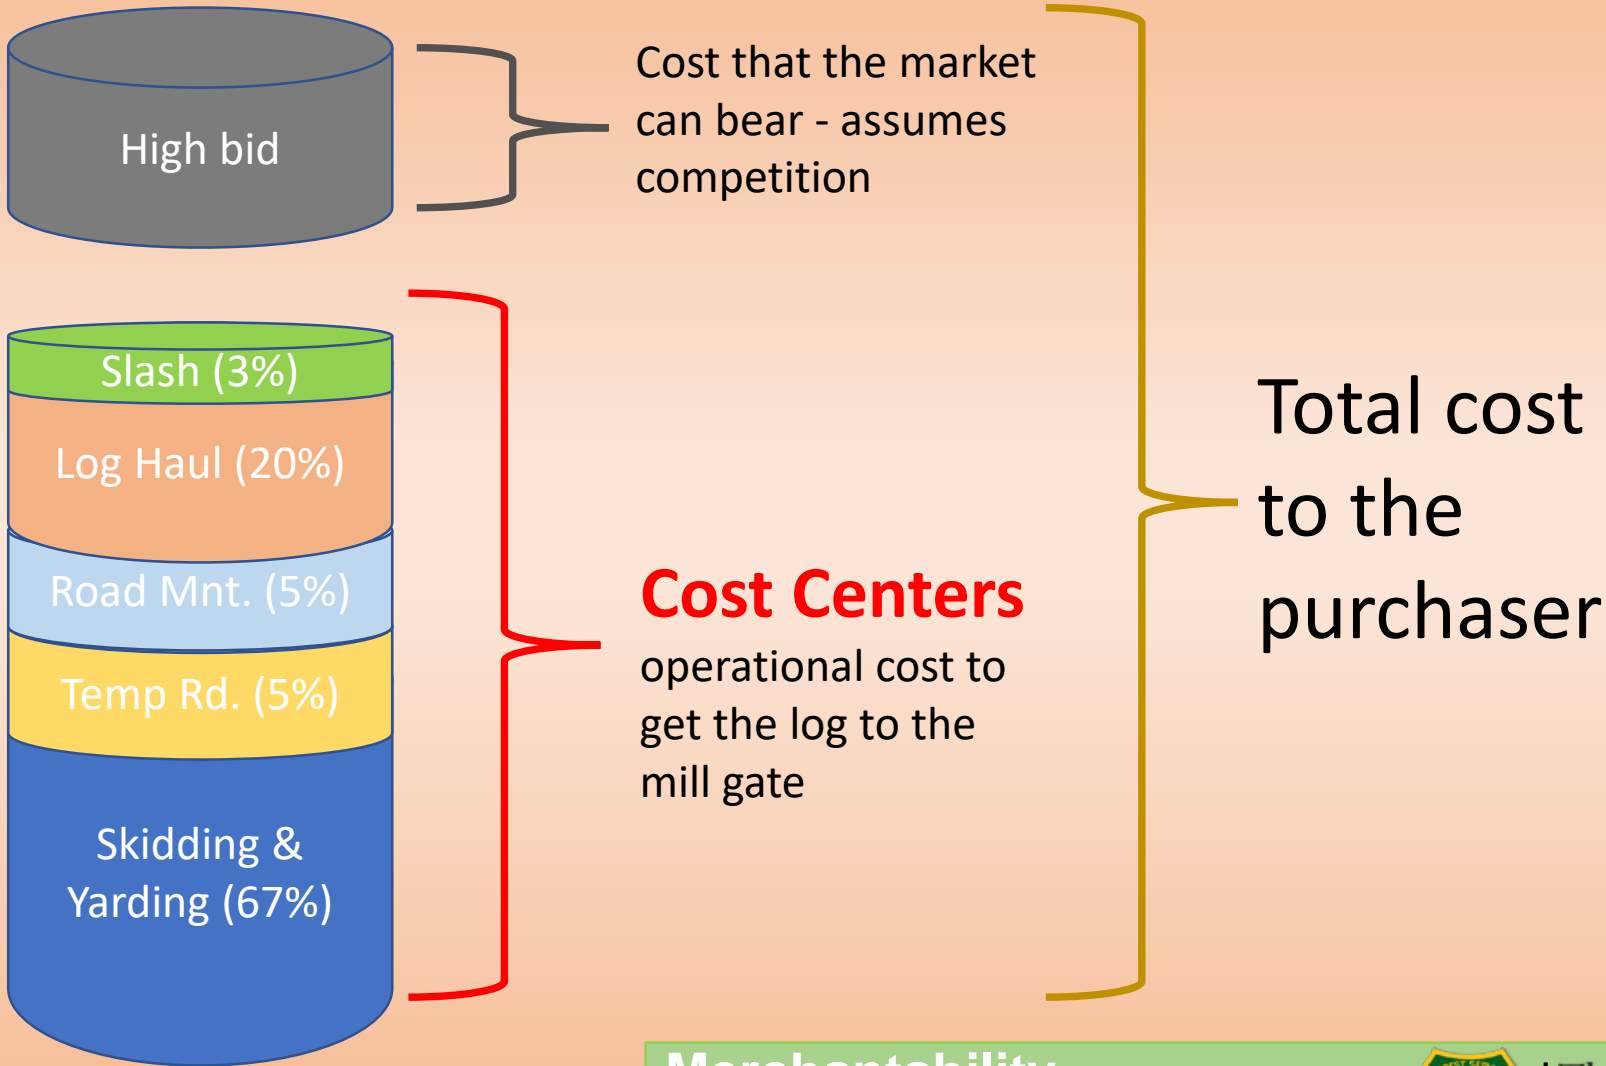 High bid
Cost that the market
can bear - assumes
competition
Slash (3%)
Log Haul (20%)
Road Mnt. (5%)
Temp Rd. (5%)
Skidding &
Yarding (67%)
Cost Centers
operational cost to
get the log to the
mill gate
Total cost
to the
purchaser
Merchantability